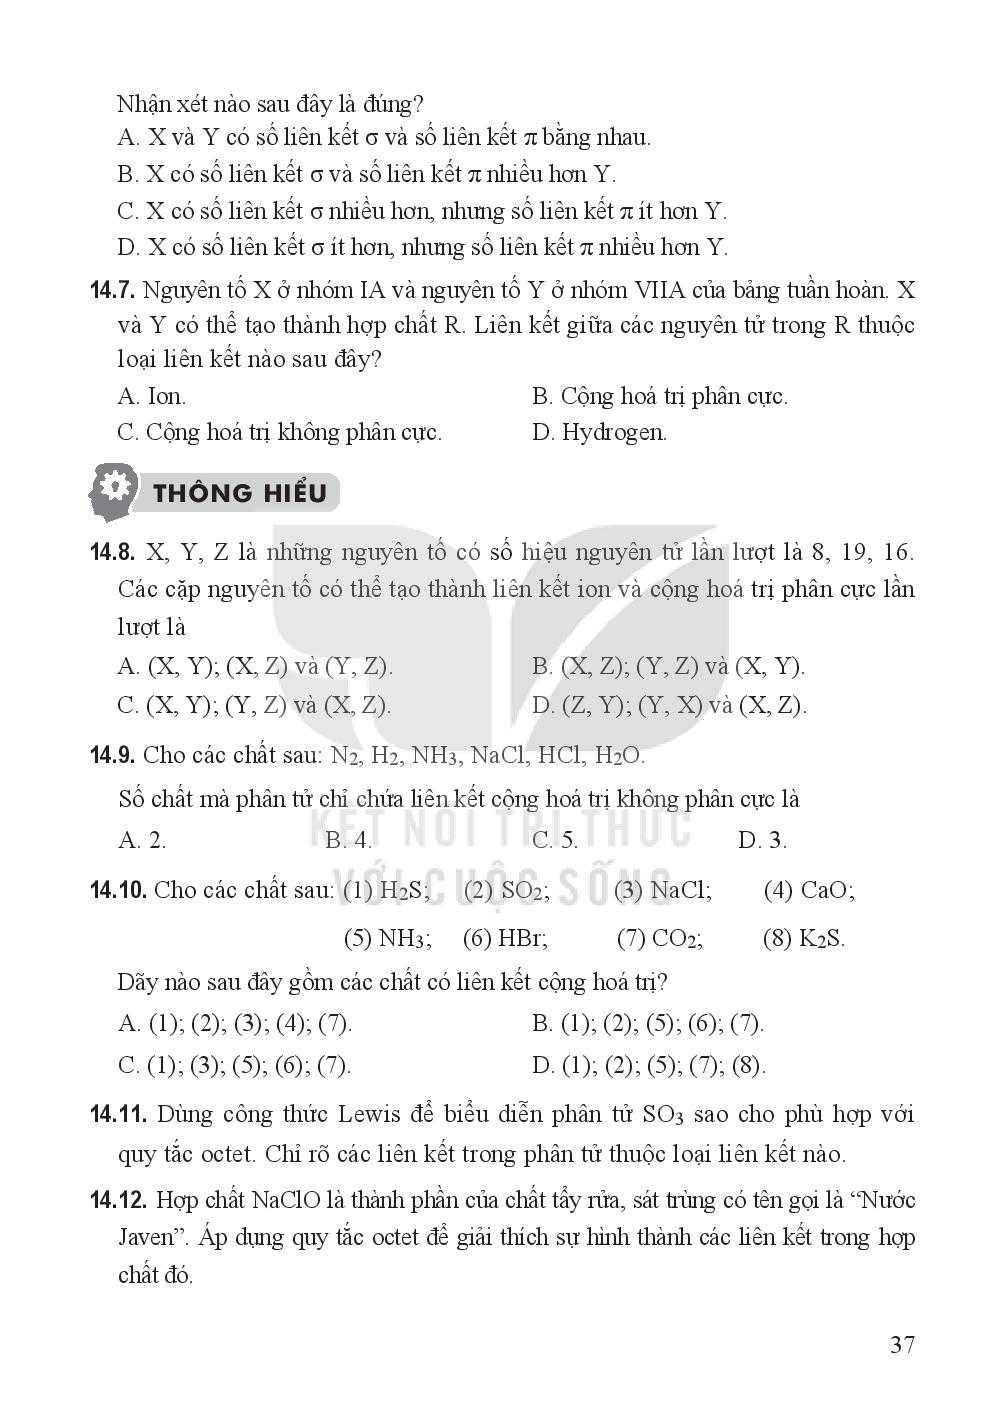 Nhận xét nào sau đây là đúng?
A. X và Y có số liên kết σ và số liên kết π bằng nhau.
B. X có số liên kết σ và số liên kết π nhiều hơn Y.
C. X có số liên kết σ nhiều hơn, nhưng số liên kết π ít hơn Y.
D. X có số liên kết σ ít hơn, nhưng số liên kết π nhiều hơn Y.
14.7. Nguyên tố X ở nhóm IA và nguyên tố Y ở nhóm VIIA của bảng tuần hoàn. X
và Y có thể tạo thành hợp chất R. Liên kết giữa các nguyên tử trong R thuộc
loại liên kết nào sau đây?
A. Ion. B. Cộng hoá trị phân cực.
C. Cộng hoá trị không phân cực. D. Hydrogen.
THÔNG HIỂU
14.8. X, Y, Z là những nguyên tố có số hiệu nguyên tử lần lượt là 8, 19, 16.
Các cặp nguyên tố có thể tạo thành liên kết ion và cộng hoá trị phân cực lần
lượt là
A. (X, Y); (X, Z) và (Y, Z). B. (X, Z); (Y, Z) và (X, Y).
C. (X, Y); (Y, Z) và (X, Z). D. (Z, Y); (Y, X) và (X, Z).
14.9. Cho các chất sau: N2, H2, NH3, NaCl, HCl, H2O.
Số chất mà phân tử chỉ chứa liên kết cộng hoá trị không phân cực là
KẾT NỐI TRI THỨC
A. 2. B. 4. C. 5. D. 3.
VỚI CUỘC SỐNG
14.10. Cho các chất sau: (1) H2S; (2) SO2; (3) NaCl; (4) CaO;
(5) NH3; (6) HBr; (7) CO2; (8) K2S.
Dãy nào sau đây gồm các chất có liên kết cộng hoá trị?
A. (1); (2); (3); (4); (7). B. (1); (2); (5); (6); (7).
C. (1); (3); (5); (6); (7). D. (1); (2); (5); (7); (8).
14.11. Dùng công thức Lewis để biểu diễn phân tử SO3 sao cho phù hợp với
quy tắc octet. Chỉ rõ các liên kết trong phân tử thuộc loại liên kết nào.
14.12. Hợp chất NaClO là thành phần của chất tẩy rửa, sát trùng có tên gọi là “Nước
Javen”. Áp dụng quy tắc octet để giải thích sự hình thành các liên kết trong hợp
chất đó.
37